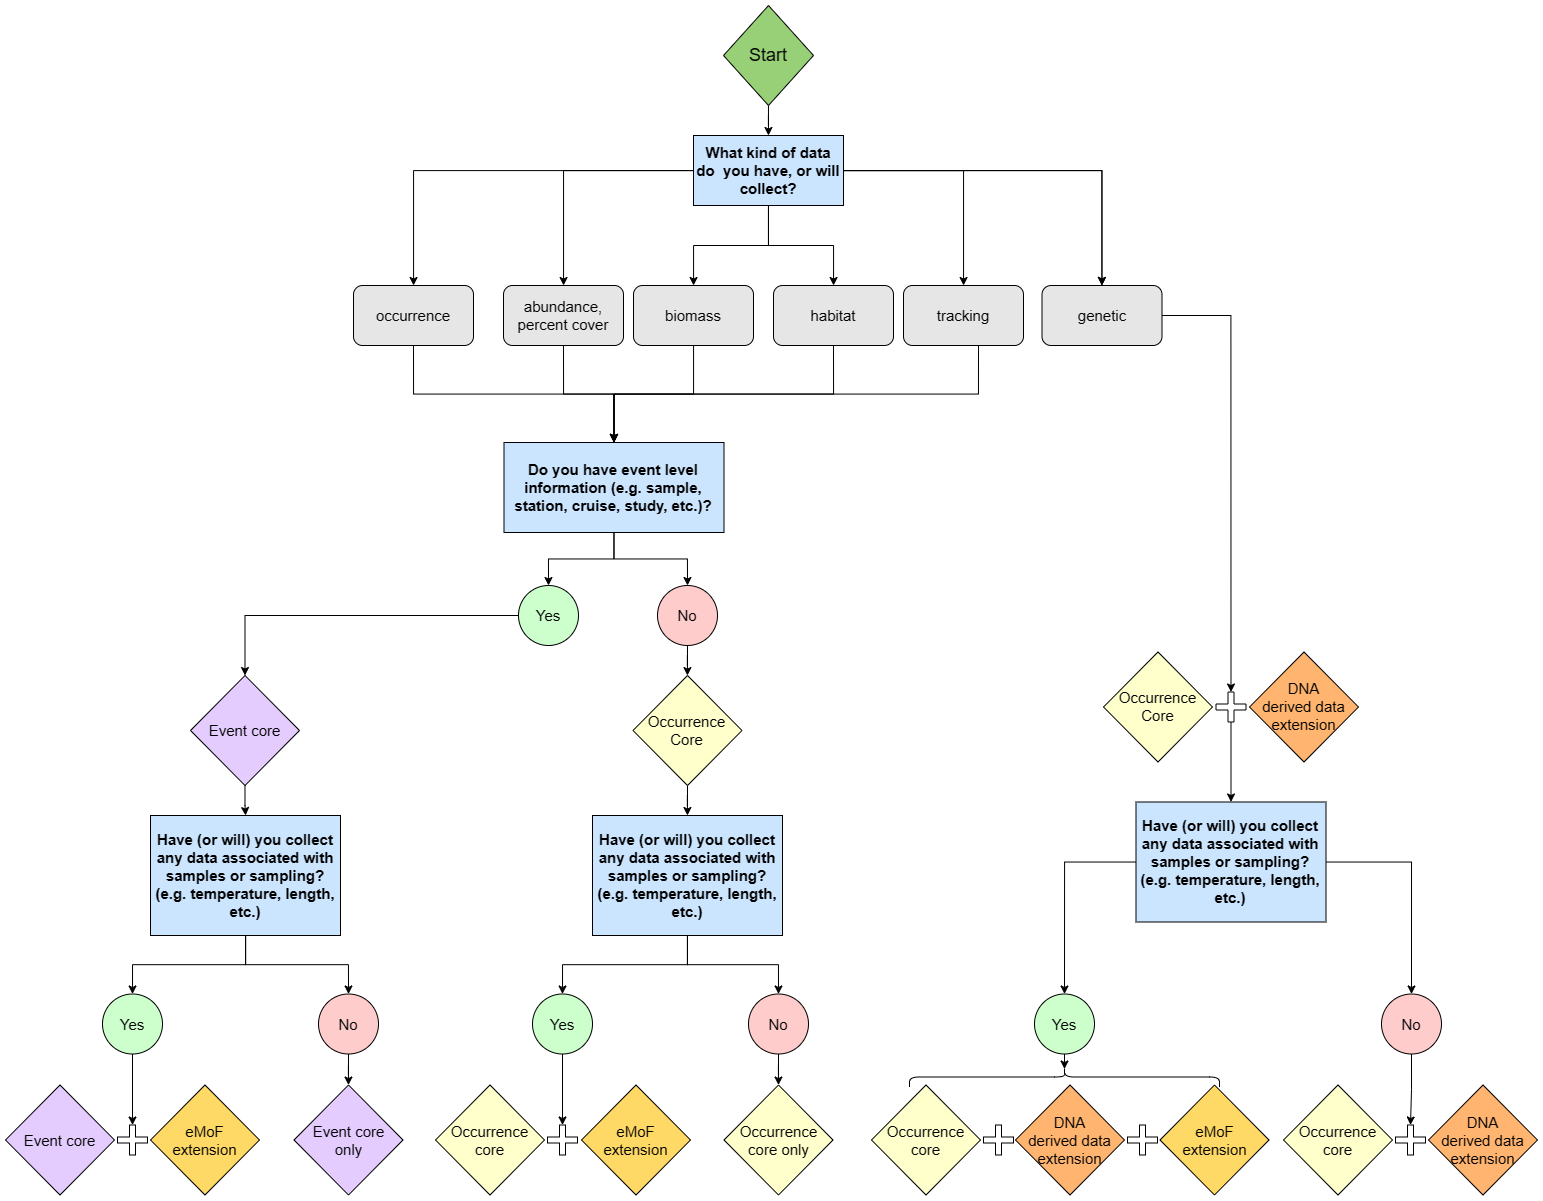 Start
What kind of data
do you have, or will
collect?
occurrence
abundance,
percent cover
biomass
habitat
tracking
genetic
Do you have event level
information (e.g. sample,
station, cruise, study, etc.)?
Yes
No
Event core
Occurrence
Core
Occurrence
Core
DNA
derived data
extension
Have (or will) you collect
any data associated with
samples or sampling?
(e.g. temperature, length,
etc.)
Have (or will) you collect
any data associated with
samples or sampling?
(e.g. temperature, length,
etc.)
Have (or will) you collect
any data associated with
samples or sampling?
(e.g. temperature, length,
etc.)
Yes
No
Yes
No
Yes
No
Event core
eMoF
extension
Event core
only
Occurrence
core
eMoF
extension
Occurrence
core only
Occurrence
core
DNA
derived data
extension
eMoF
extension
Occurrence
core
DNA
derived data
extension